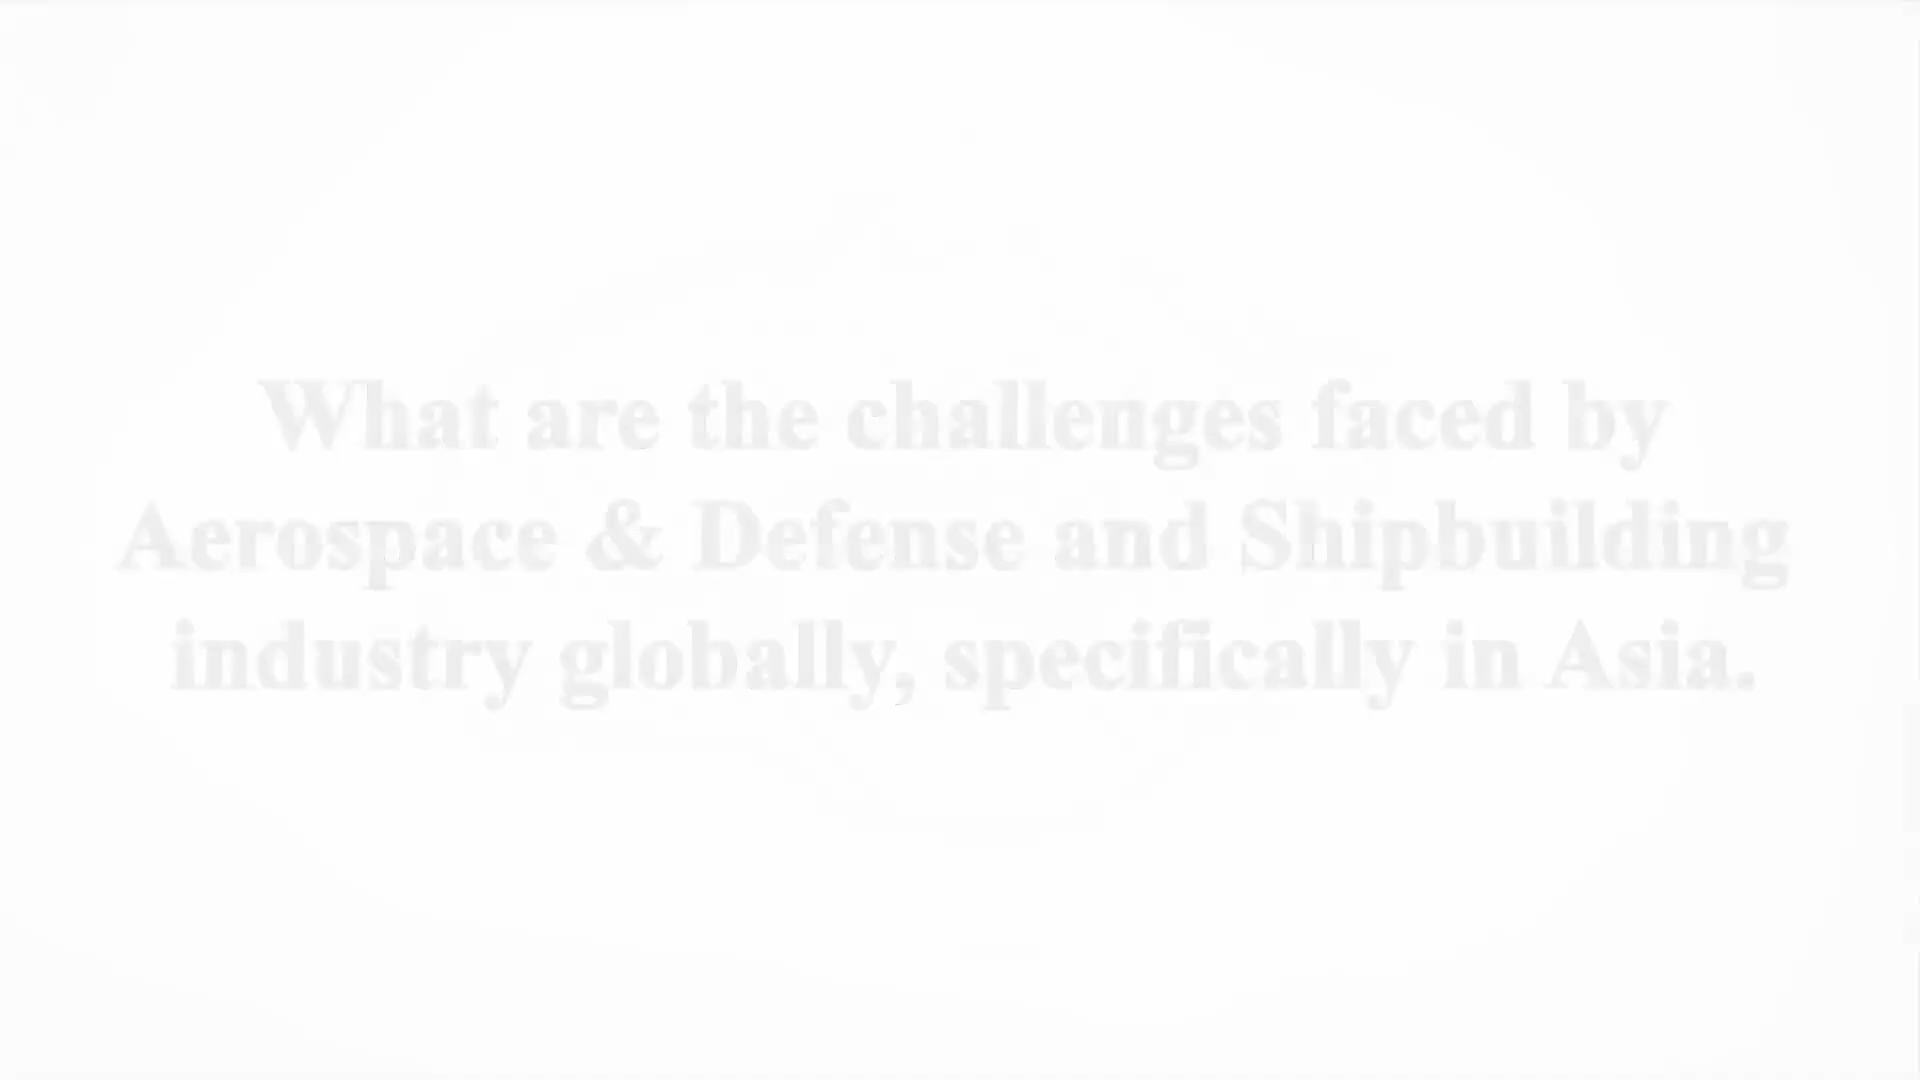 What are the challenges faced by
Aerospace & Defense and Shipbuilding
industry globally, specifically in Asia.